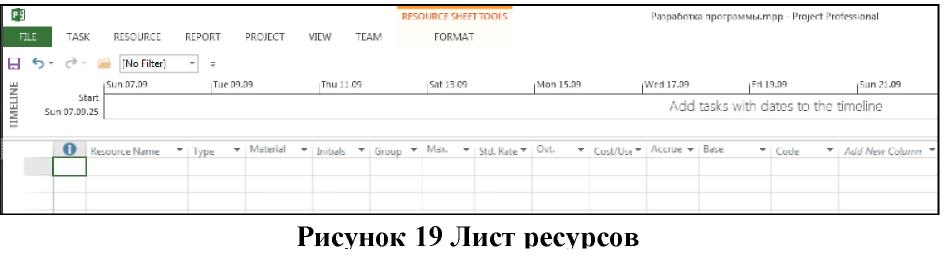 RESOURCE SHEET TOOLS Разработка программы.mpp - Project Professional
FILE TASK RESOURCE REPORT PROJECT VIEW TEAM FORMAT
[No Filter]
TIMELINE
Sun 07.09 Tue 09.09 Thu 11.09 Sat 13.09 Mon 15.09 Wed 17.09 Fri 19.09 Sun 21.09
Start
Sun 07.09.25
Add tasks with dates to the timeline
Resource Name Type Material Initials Group Max. Std. Rate Ovt. Cost/Use Accrue Base Code Add New Column
Рисунок 19 Лист ресурсов